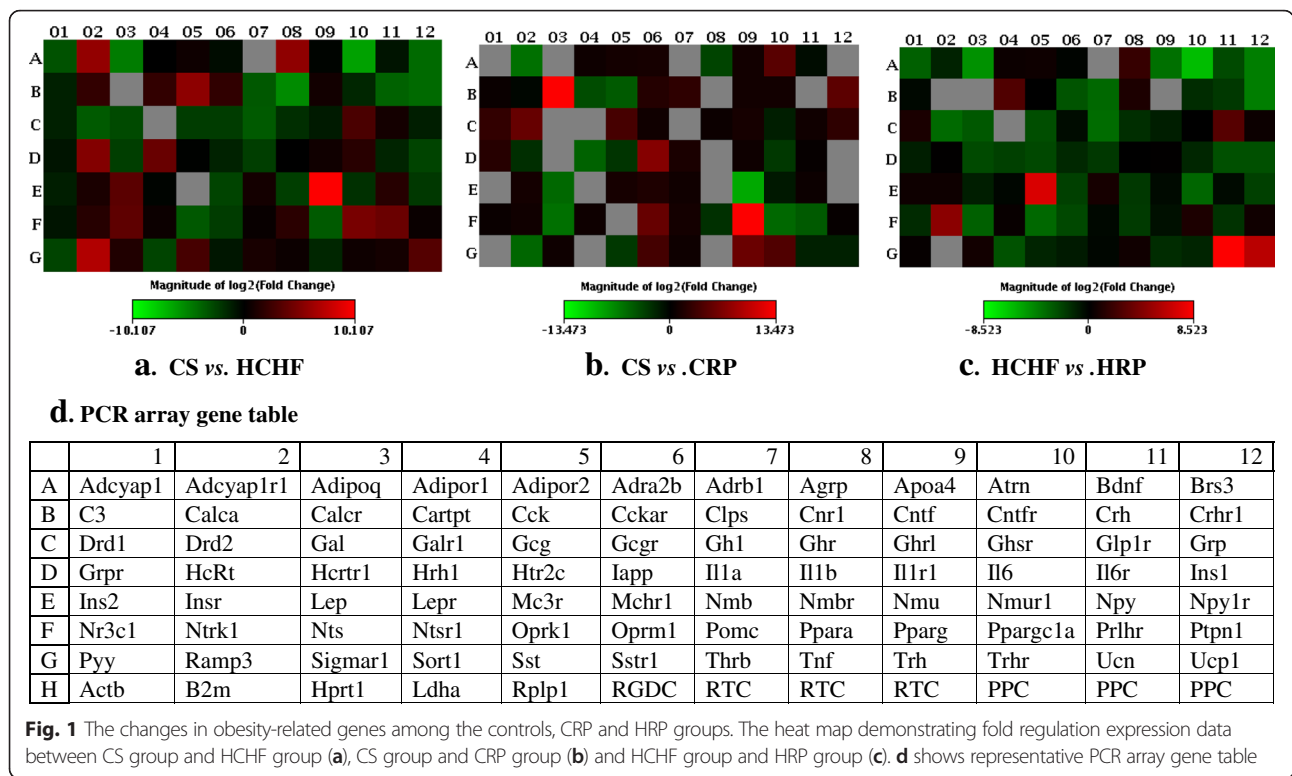 01 02 03 04 05 06 07 08 09 10 11 12
A
B
C
D
E
F
G
Magnitude of log2(Fold Change)
-10.107 0 10.107
a. CS vs. HCHF
01 02 03 04 05 06 07 08 09 10 11 12
A
B
C
D
E
F
G
Magnitude of log2(Fold Change)
-13.473 0 13.473
b. CS vs .CRP
01 02 03 04 05 06 07 08 09 10 11 12
A
B
C
D
E
F
G
Magnitude of log2(Fold Change)
-8.523 0 8.523
c. HCHF vs .HRP
d. PCR array gene table
1 2 3 4 5 6 7 8 9 10 11 12
A Adcyap1 Adcyap1r1 Adipoq Adipor1 Adipor2 Adra2b Adrb1 Agrp Apoa4 Atrn Bdnf Brs3
B C3 Calca Calcr Cartpt Cck Cckar Clps Cnr1 Cntf Cntfr Crh Crhr1
C Drd1 Drd2 Gal Galr1 Gcg Gcgr Gh1 Ghr Ghrl Ghsr Glp1r Grp
D Grpr HcRt Hcrtr1 Hrh1 Htr2c Iapp Il1a Il1b Il1r1 Il6 Il6r Ins1
E Ins2 Insr Lep Lepr Mc3r Mchr1 Nmb Nmbr Nmu Nmur1 Npy Npy1r
F Nr3c1 Ntrk1 Nts Ntsr1 Oprk1 Oprm1 Pomc Ppara Pparg Ppargc1a Prlhr Ptpn1
G Pyy Ramp3 Sigmar1 Sort1 Sst Sstr1 Thrb Tnf Trh Trhr Ucn Ucp1
H Actb B2m Hprt1 Ldha Rplp1 RGDC RTC RTC RTC PPC PPC PPC
Fig. 1 The changes in obesity-related genes among the controls, CRP and HRP groups. The heat map demonstrating fold regulation expression data
between CS group and HCHF group (a), CS group and CRP group (b) and HCHF group and HRP group (c). d shows representative PCR array gene table